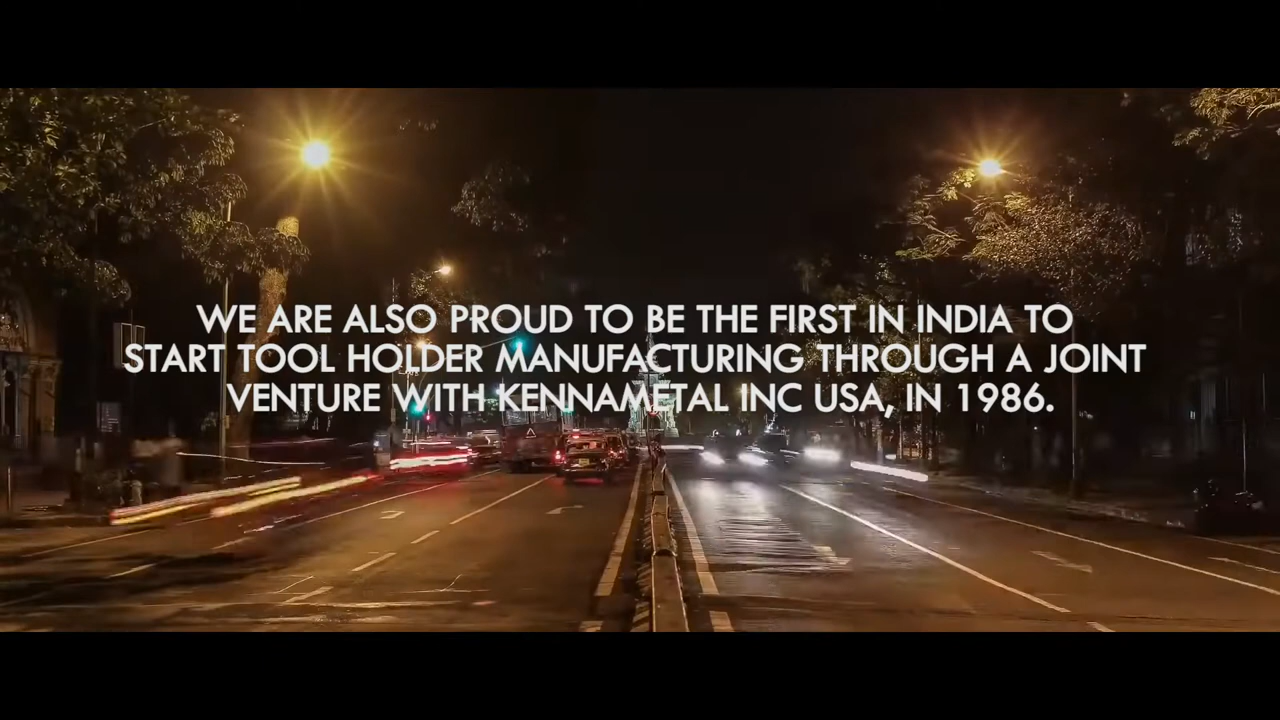 WE ARE ALSO PROUD TO BE THE FIRST IN INDIA TO
START TOOL HOLDER MANUFACTURING THROUGH A JOINT
VENTURE WITH KENNAMETAL INC USA, IN 1986.